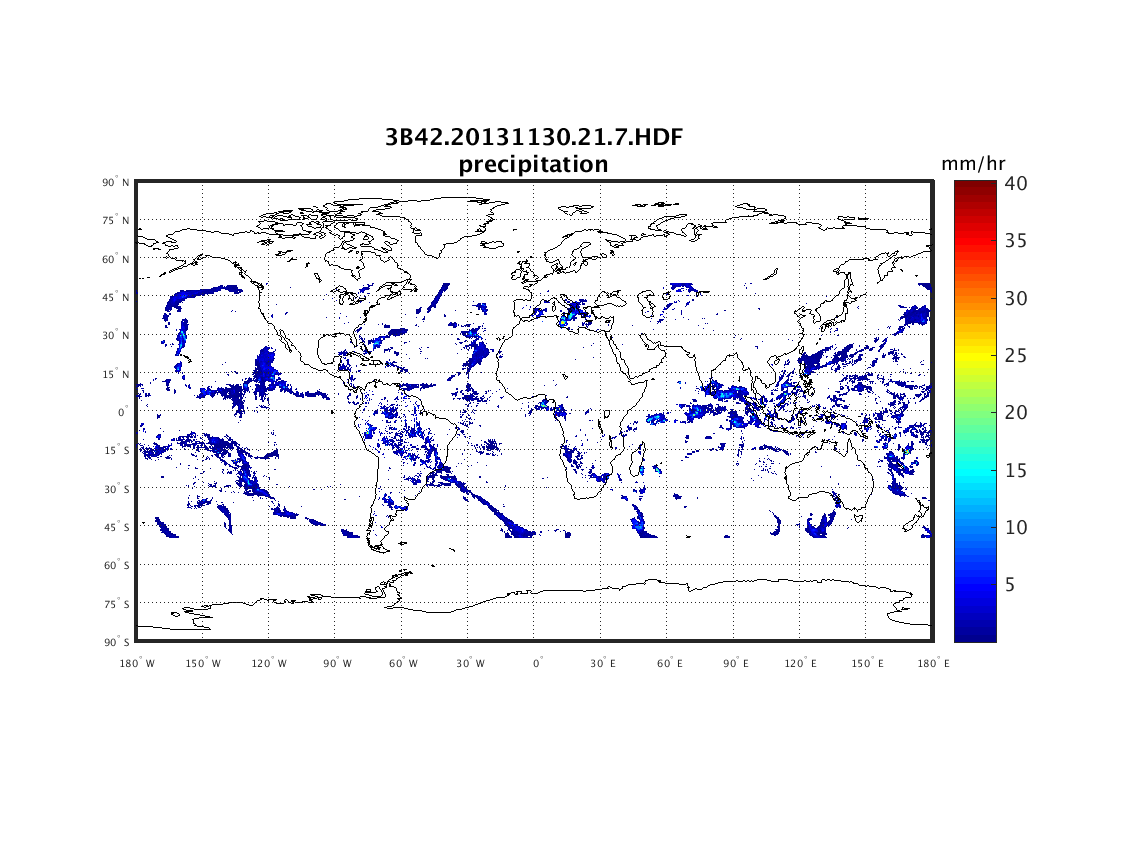 3B42.20131130.21.7.HDF
precipitation
mm/hr
90° N
75° N
60° N
45° N
30° N
15° N
0°
15° S
30° S
45° S
60° S
75° S
90° S
180° W
150° W
120° W
90° W
60° W
30° W
0°
30° E
60° E
90° E
120° E
150° E
180° E
40
35
30
25
20
15
10
5